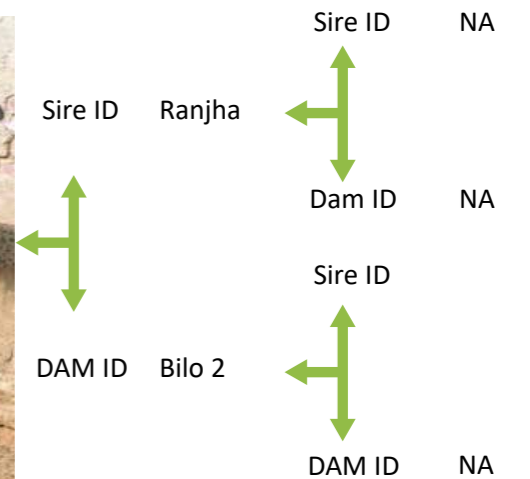 Sire ID NA
Sire ID Ranjha
Dam ID NA
Sire ID
DAM ID Bilo 2
DAM ID NA